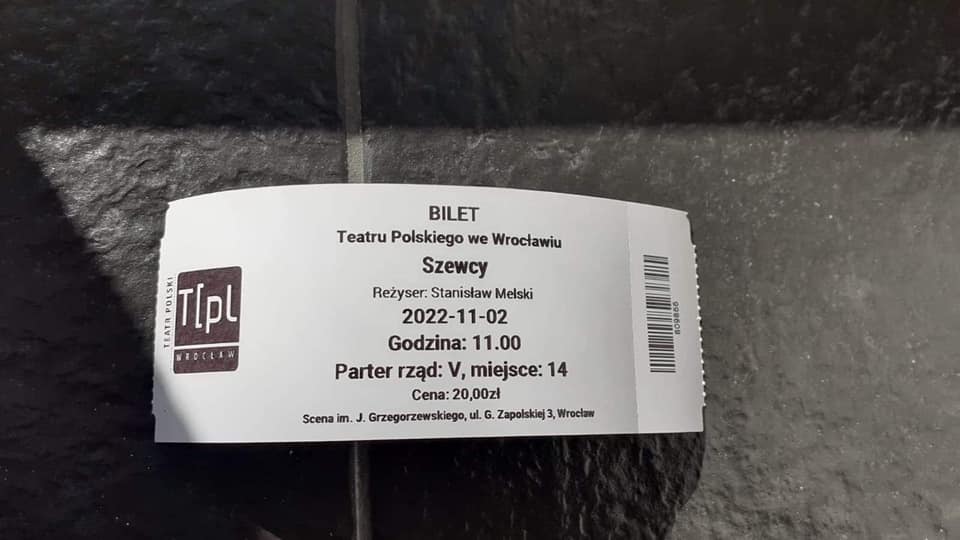 BILET
Teatru Polskiego we Wrocławiu
Szewcy
Reżyser: Stanisław Melski
2022-11-02
Godzina: 11.00
Parter rząd: V, miejsce: 14
Cena: 20,00zł
Scena im. J. Grzegorzewskiego, ul. G. Zapolskiej 3, Wrocław
TEATR POLSKI
T[pl
WROCŁAW
809866